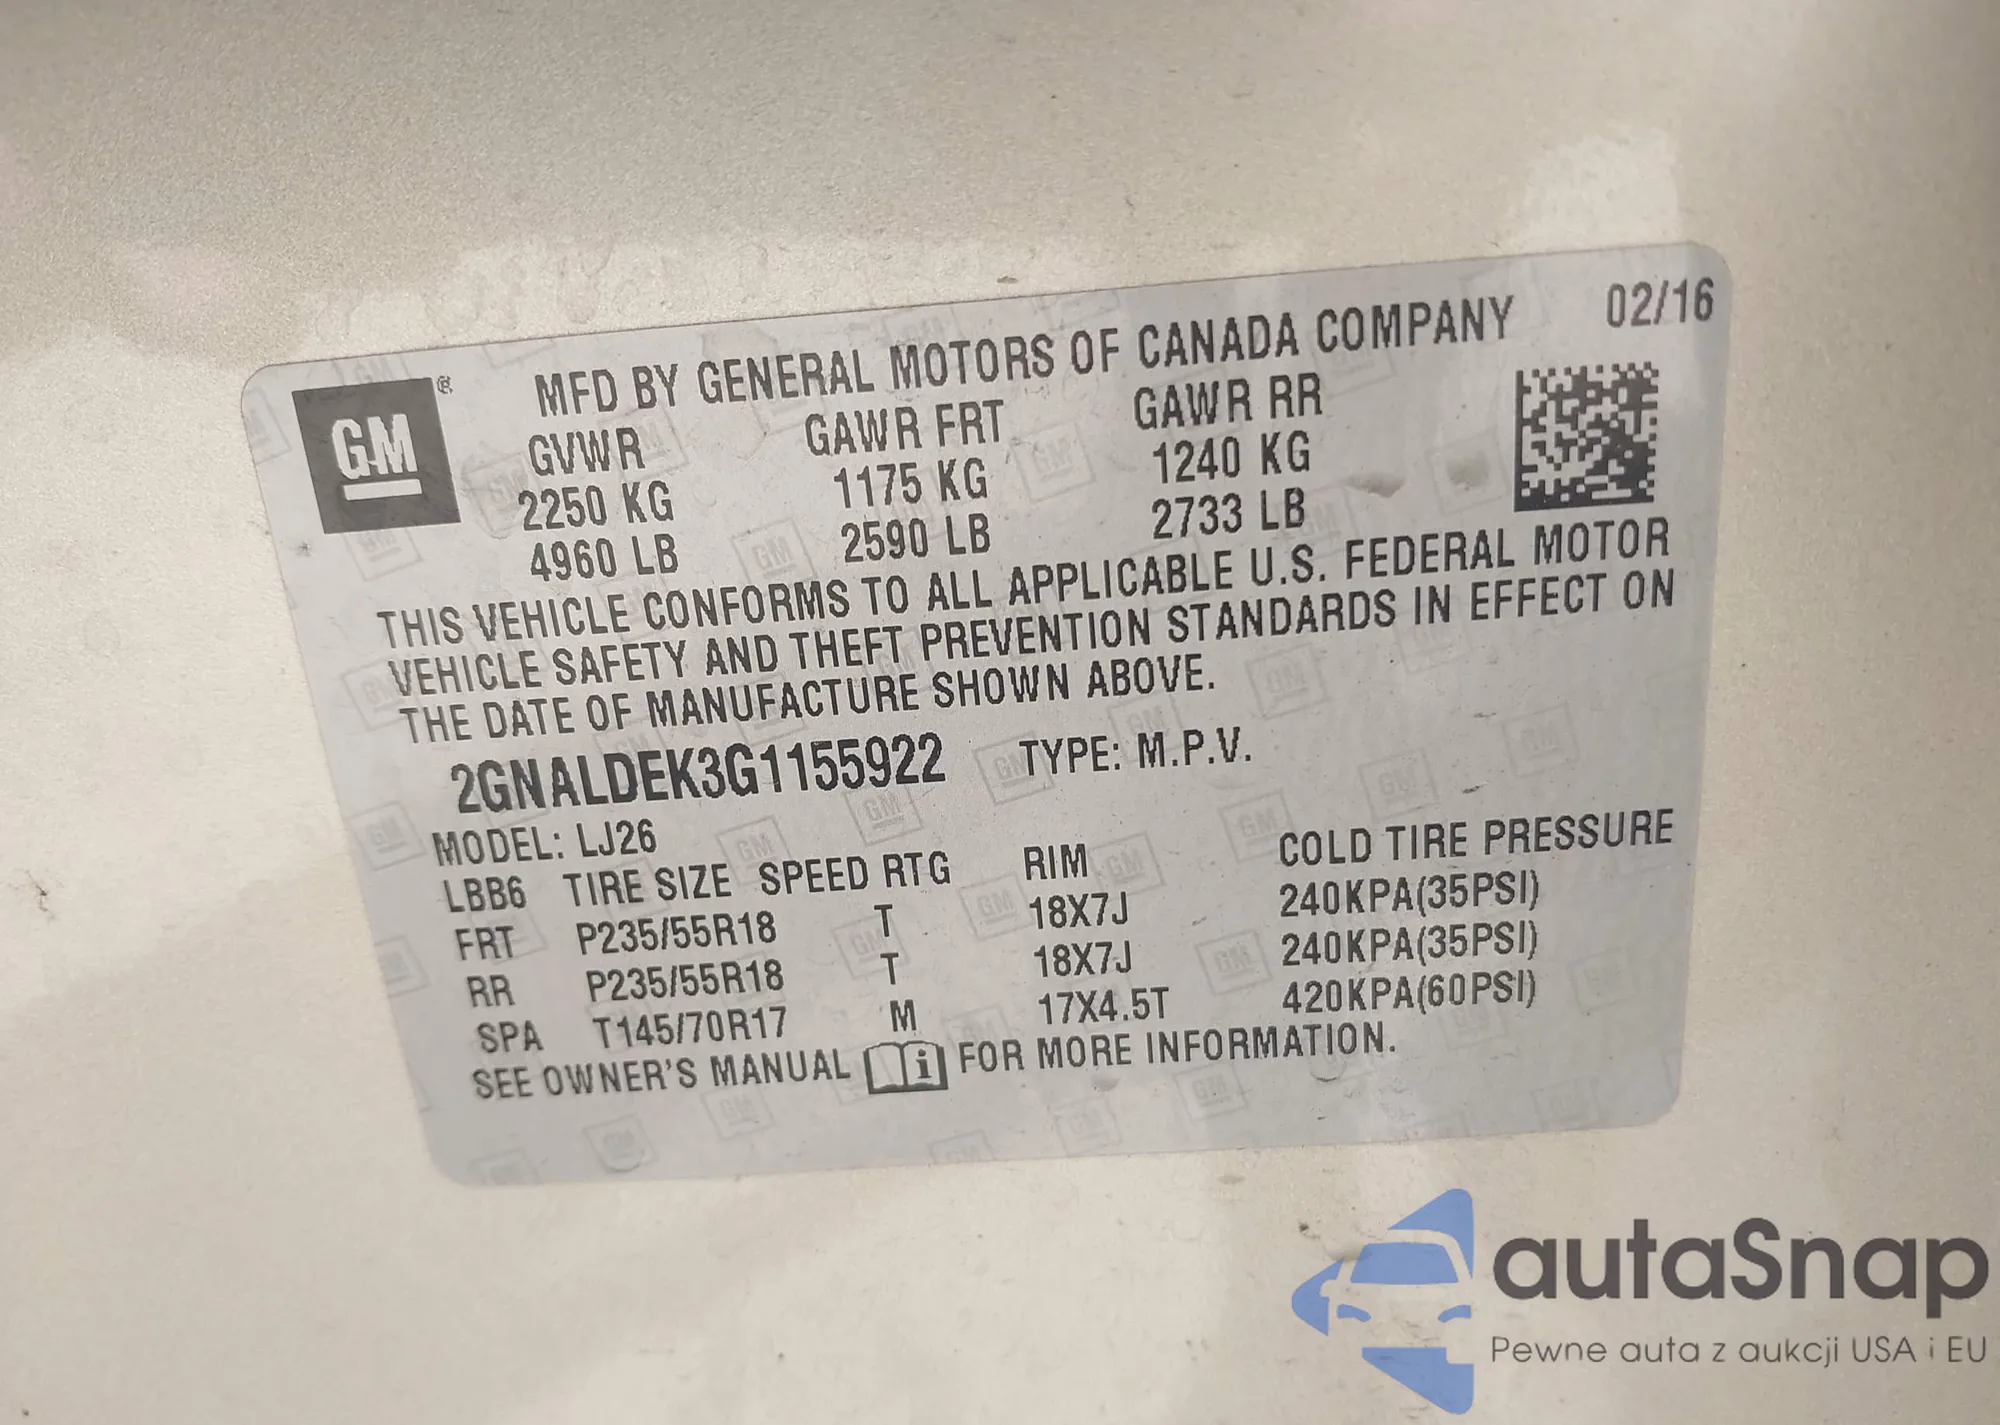 MFD BY GENERAL MOTORS OF CANADA COMPANY 02/16
GM ®
GVWR GAWR FRT GAWR RR
2250 KG 1175 KG 1240 KG
4960 LB 2590 LB 2733 LB
THIS VEHICLE CONFORMS TO ALL APPLICABLE U.S. FEDERAL MOTOR
VEHICLE SAFETY AND THEFT PREVENTION STANDARDS IN EFFECT ON
THE DATE OF MANUFACTURE SHOWN ABOVE.
2GNALDEK3G1155922 TYPE: M.P.V.
MODEL: LJ26
LBB6 TIRE SIZE SPEED RTG RIM COLD TIRE PRESSURE
FRT P235/55R18 T 18X7J 240KPA(35PSI)
RR P235/55R18 T 18X7J 240KPA(35PSI)
SPA T145/70R17 M 17X4.5T 420KPA(60PSI)
SEE OWNER'S MANUAL i FOR MORE INFORMATION.
autaSnap
Pewne auta z aukcji USA i EU